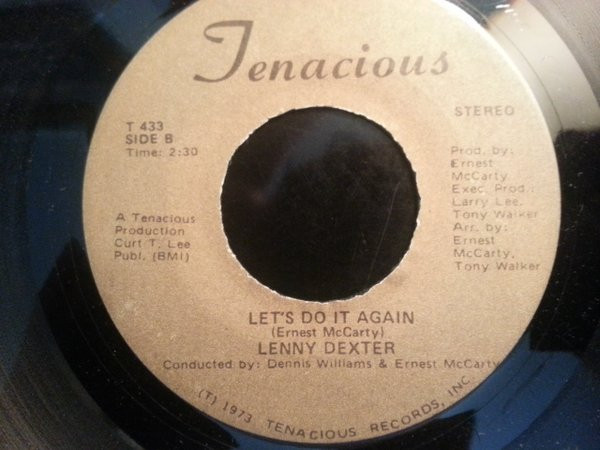 Tenacious
STEREO
T 433
SIDE B
Time: 2:30
Prod. by:
Ernest
McCarty
Exec. Prod.:
Larry Lee,
Tony Walker
Arr. by:
Ernest
McCarty,
Tony Walker
A Tenacious
Production
Curt T. Lee
Publ. (BMI)
LET'S DO IT AGAIN
(Ernest McCarty)
LENNY DEXTER
Conducted by: Dennis Williams & Ernest McCarty
(T) 1973 TENACIOUS RECORDS, INC.